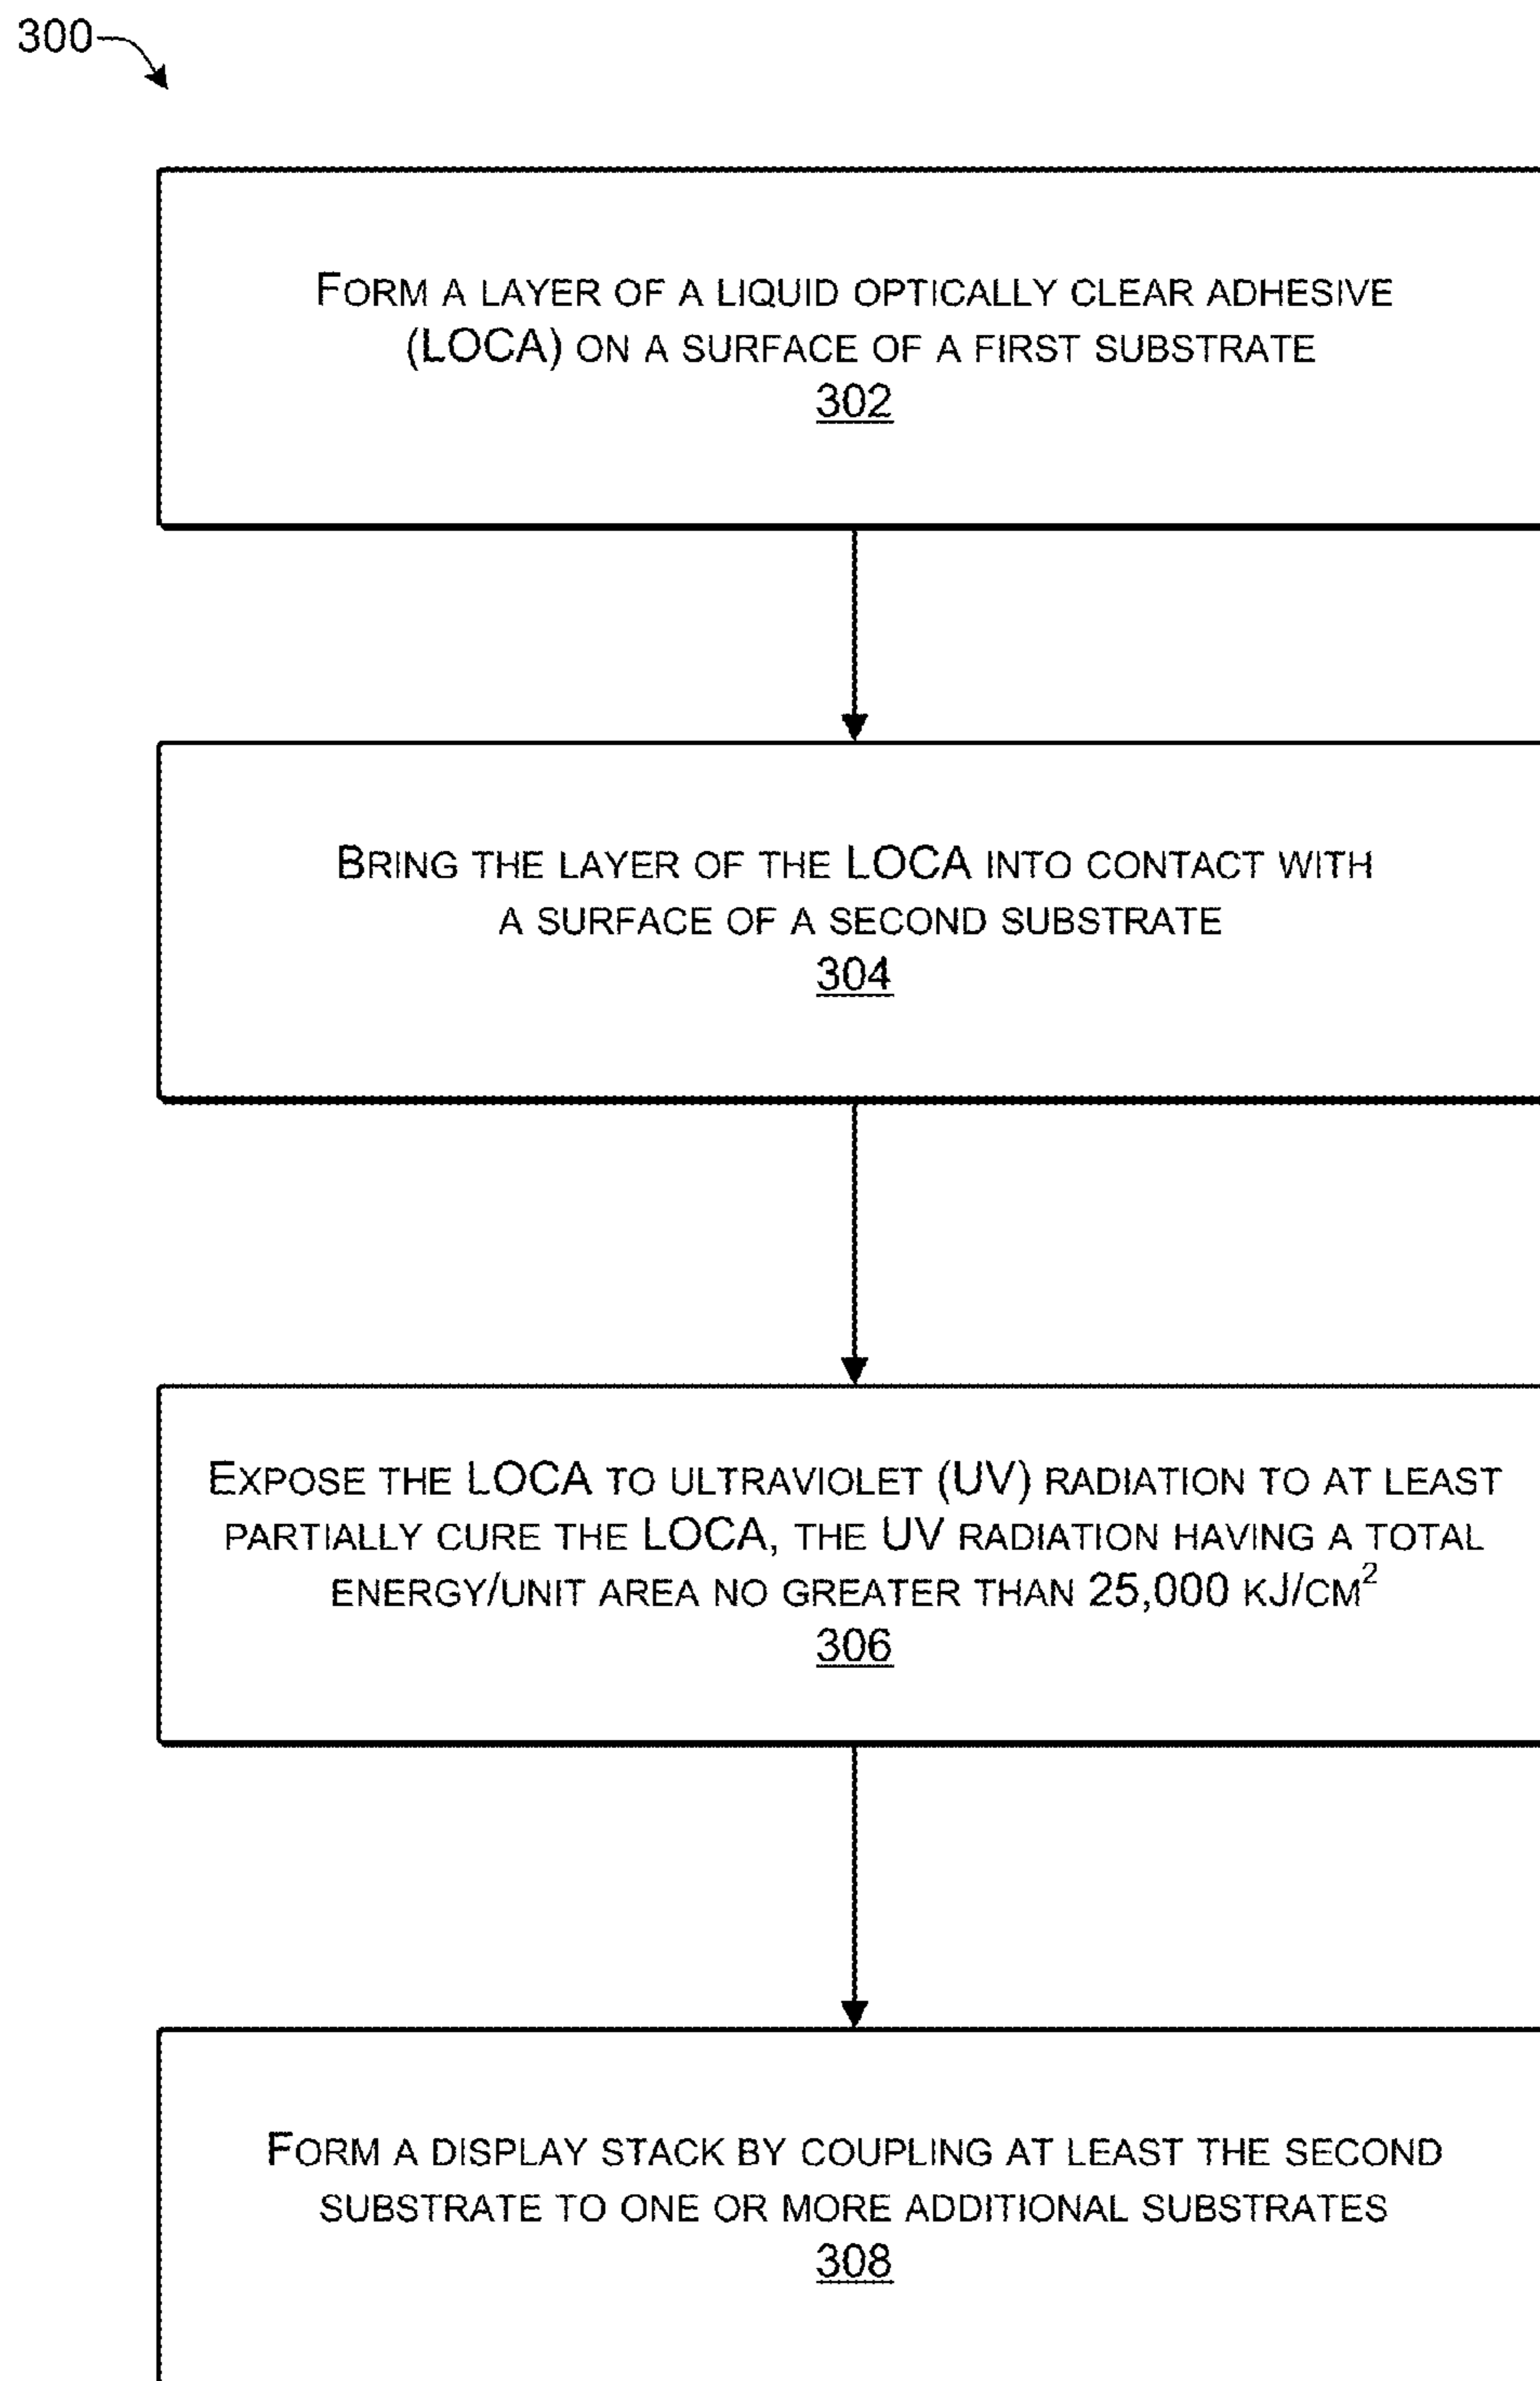 300
FORM A LAYER OF A LIQUID OPTICALLY CLEAR ADHESIVE
(LOCA) ON A SURFACE OF A FIRST SUBSTRATE
302
BRING THE LAYER OF THE LOCA INTO CONTACT WITH
A SURFACE OF A SECOND SUBSTRATE
304
EXPOSE THE LOCA TO ULTRAVIOLET (UV) RADIATION TO AT LEAST
PARTIALLY CURE THE LOCA, THE UV RADIATION HAVING A TOTAL
ENERGY/UNIT AREA NO GREATER THAN 25,000 KJ/CM²
306
FORM A DISPLAY STACK BY COUPLING AT LEAST THE SECOND
SUBSTRATE TO ONE OR MORE ADDITIONAL SUBSTRATES
308